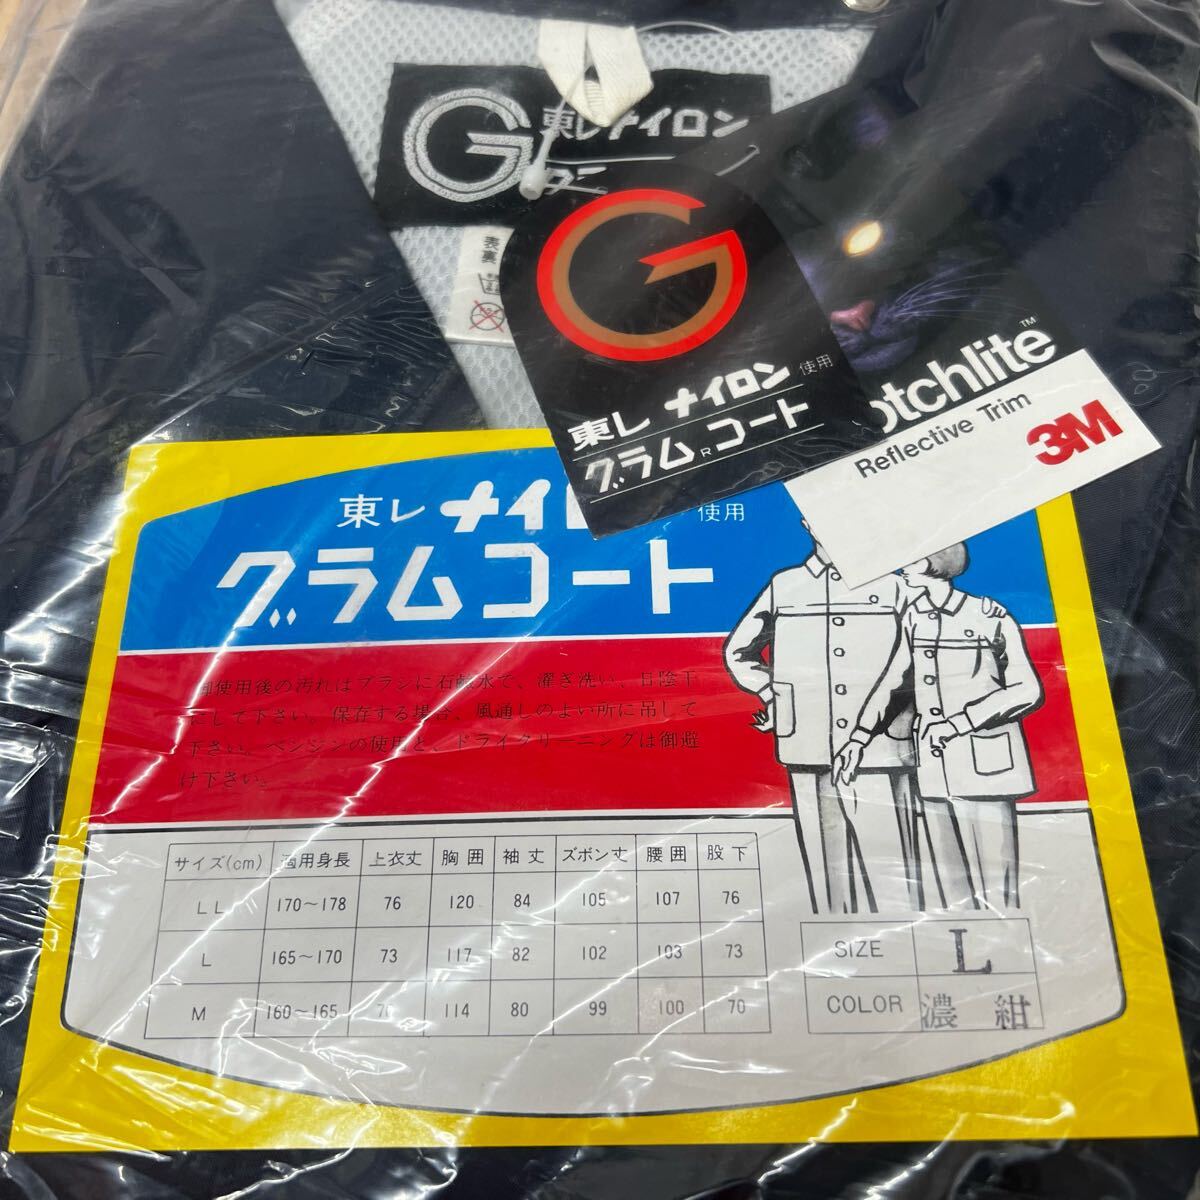 G 東レナイロン
表
裏
G
東レ ナイロン 使用
グラム®コート
otchlite™
Reflective Trim
3M
東レ ナイロ 使用
グラムコート
御使用後の汚れはブラシに石鹸水で、濯ぎ洗い、日陰干
にして下さい。保存する場合、風通しのよい所に吊して
下さい。ベンジンの使用と、ドライクリーニングは御避
け下さい。
サイズ(cm) 適用身長 上衣丈 胸囲 袖丈 ズボン丈 腰囲 股下
LL 170～178 76 120 84 105 107 76
L 165～170 73 117 82 102 103 73
M 160～165 70 114 80 99 100 70
SIZE L
COLOR 濃紺